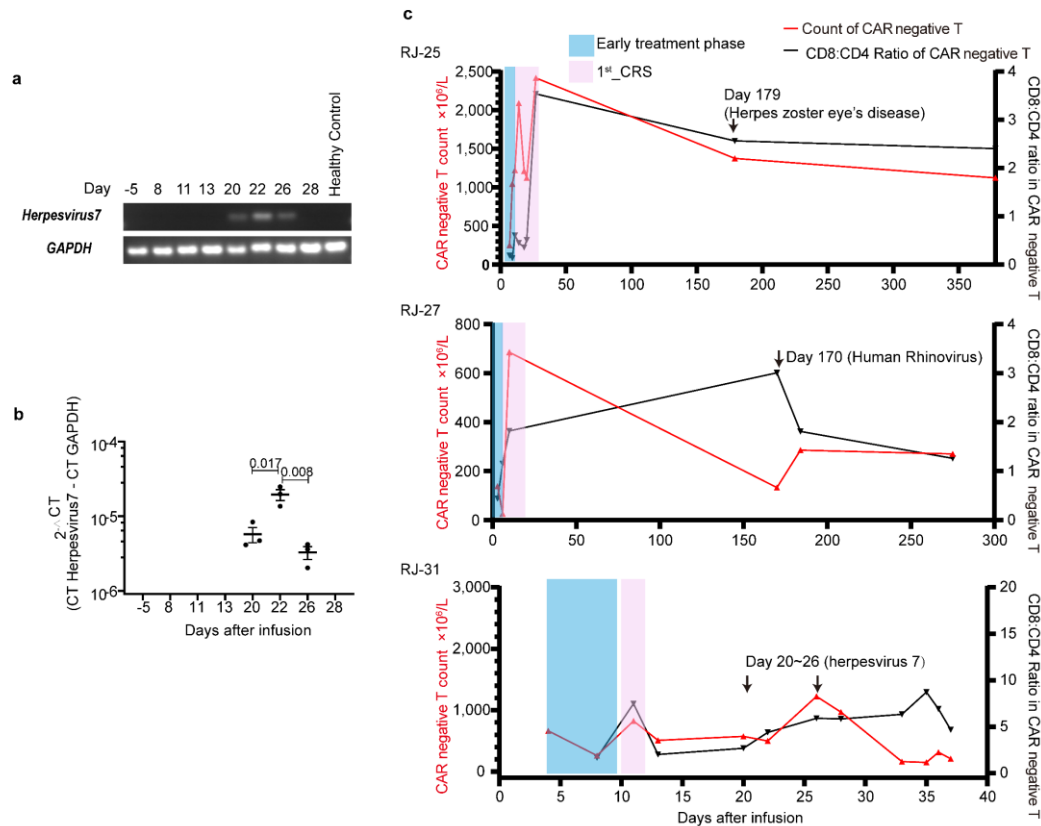 a
Day -5 8 11 13 20 22 26 28 Healthy Control
Herpesvirus7
GAPDH
b
2-^CT
(CT Herpesvirus7 - CT GAPDH)
10-4
10-5
10-6
0.017
0.008
-5 8 11 13 20 22 26 28
Days after infusion
c
Early treatment phase
1st_CRS
Count of CAR negative T
CD8:CD4 Ratio of CAR negative T
RJ-25
CAR negative T count ×10⁶/L
2,500
2,000
1,500
1,000
500
0
Day 179
(Herpes zoster eye's disease)
4
3
2
1
0
CD8:CD4 ratio in CAR negative T
0 50 100 150 200 250 300 350
RJ-27
CAR negative T count ×10⁶/L
800
600
400
200
0
Day 170 (Human Rhinovirus)
4
3
2
1
0
CD8:CD4 ratio in CAR negative T
0 50 100 150 200 250 300
RJ-31
CAR negative T count ×10⁶/L
3,000
2,000
1,000
0
Day 20~26 (herpesvirus 7)
20
15
10
5
0
CD8:CD4 Ratio in CAR negative T
0 5 10 15 20 25 30 35 40
Days after infusion